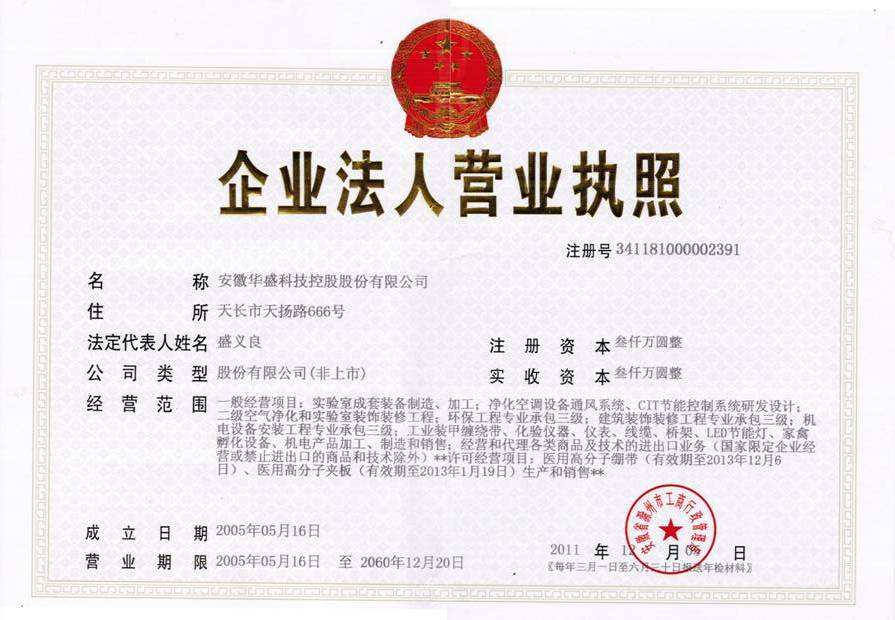 企业法人营业执照
注册号 341181000002391
名称 安徽华盛科技控股股份有限公司
住所 天长市天扬路666号
法定代表人姓名 盛义良
注册资本 叁仟万圆整
公司类型 股份有限公司(非上市)
实收资本 叁仟万圆整
经营范围 一般经营项目：实验室成套装备制造、加工；净化空调设备通风系统、CIT节能控制系统研发设计；
二级空气净化和实验室装饰装修工程；环保工程专业承包三级；建筑装饰装修工程专业承包三级；机
电设备安装工程专业承包三级；工业装甲缠绕带、化验仪器、仪表、线缆、桥架、LED节能灯、家禽
孵化设备、机电产品加工、制造和销售；经营和代理各类商品及技术的进出口业务（国家限定企业经
营或禁止进出口的商品和技术除外）**许可经营项目：医用高分子绷带（有效期至2013年12月6
日）、医用高分子夹板（有效期至2013年1月19日）生产和销售**
成立日期 2005年05月16日
营业期限 2005年05月16日 至 2060年12月20日
安徽省滁州市工商行政管理局
2011 年 12 月 日
《每年三月一日至六月三十日报送年检材料》